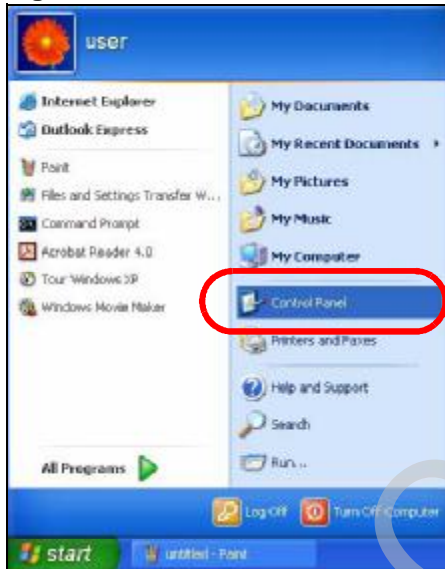 user
Internet Explorer
Outlook Express
Paint
Files and Settings Transfer W...
Command Prompt
Acrobat Reader 4.0
Tour Windows XP
Windows Movie Maker
All Programs
My Documents
My Recent Documents
My Pictures
My Music
My Computer
Control Panel
Printers and Faxes
Help and Support
Search
Run...
Log Off
Turn Off Computer
start
untitled - Paint